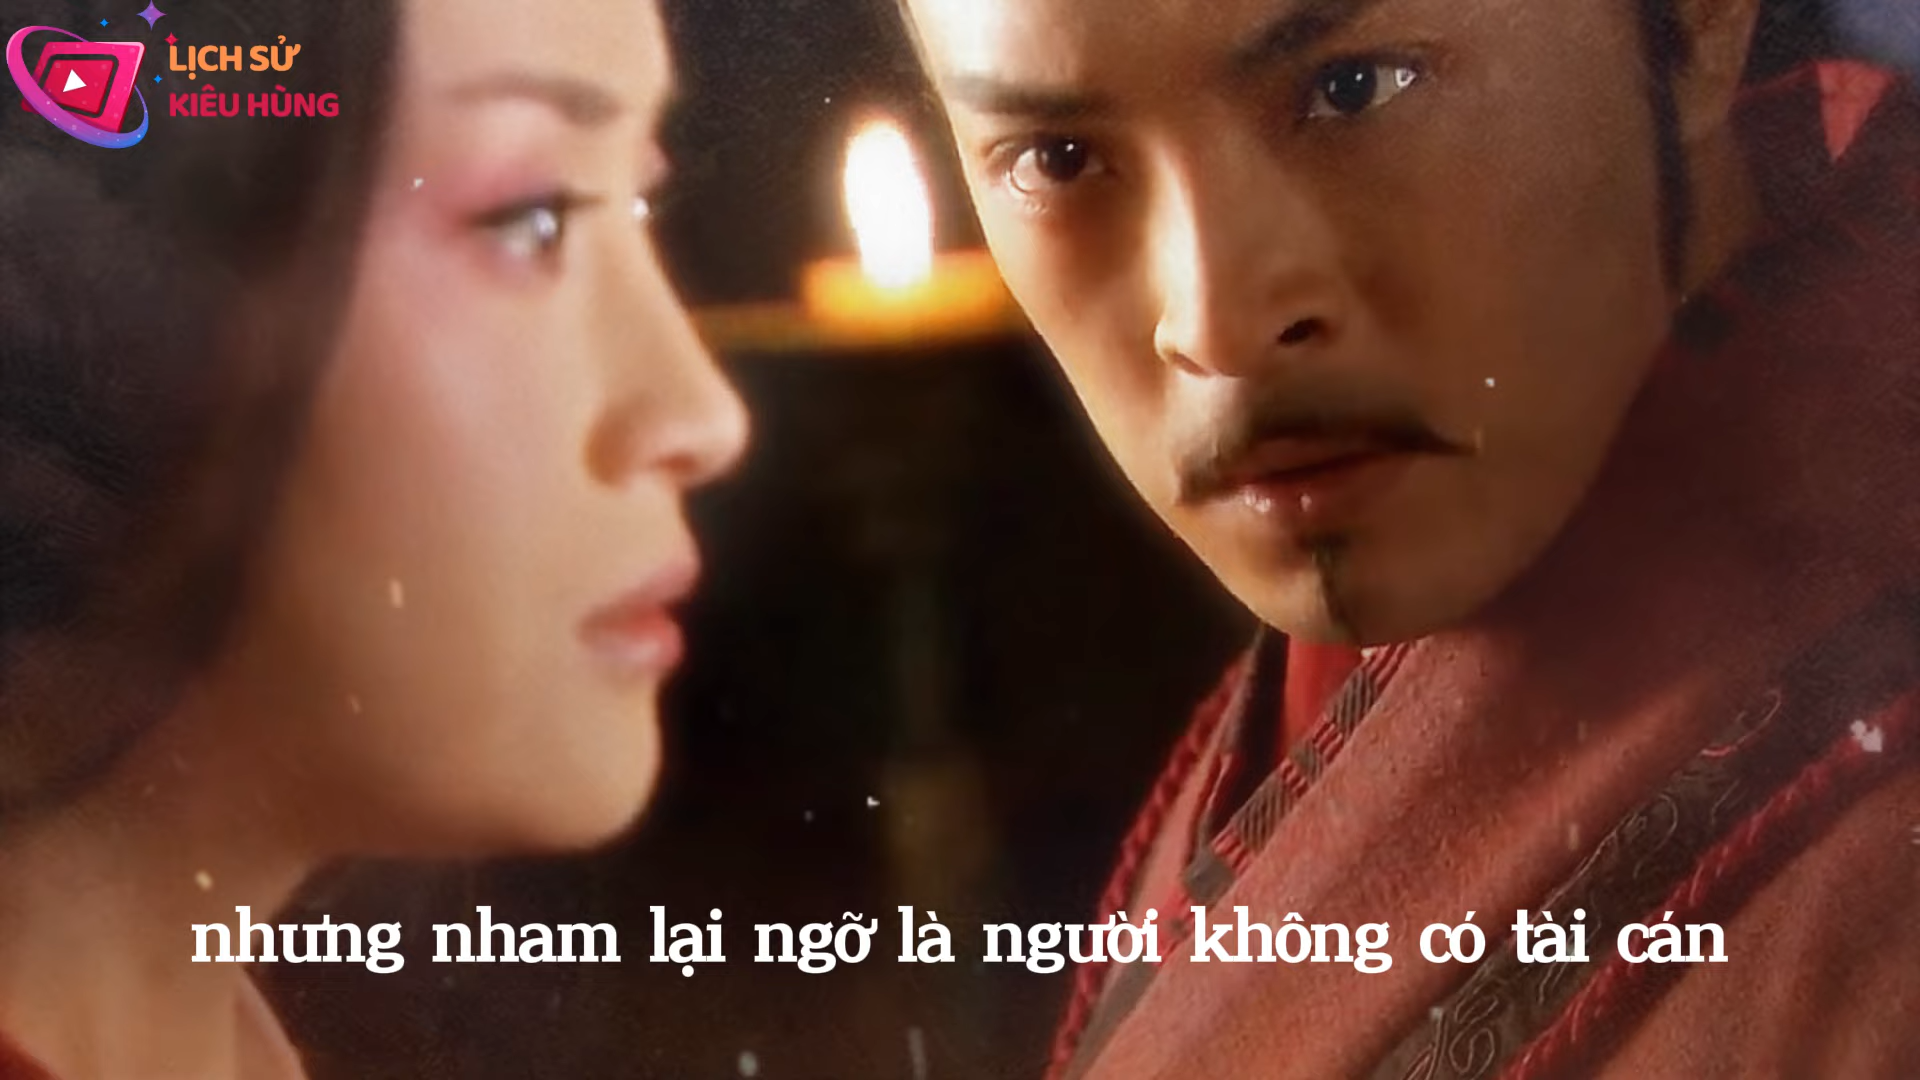 LỊCH SỬ
KIÊU HÙNG
nhưng nham lại ngỡ là người không có tài cán